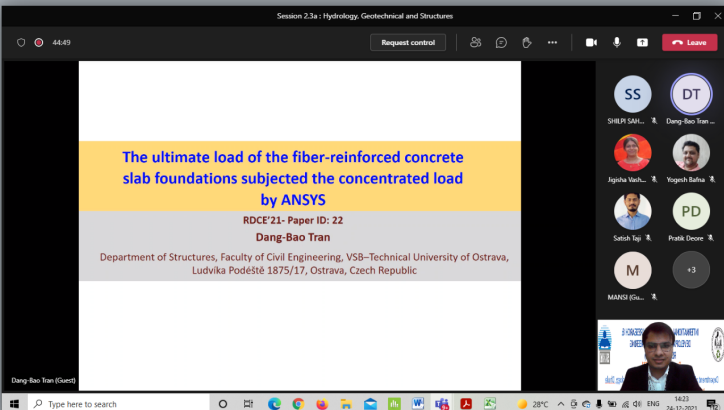 Session 2.3a : Hydrology, Geotechnical and Structures
44:49
Request control
Leave
The ultimate load of the fiber-reinforced concrete
slab foundations subjected the concentrated load
by ANSYS
RDCE'21- Paper ID: 22
Dang-Bao Tran
Department of Structures, Faculty of Civil Engineering, VSB–Technical University of Ostrava,
Ludvíka Podéště 1875/17, Ostrava, Czech Republic
SS
DT
SHILPI SAH...
Dang-Bao Tran ...
Jigisha Vash...
Yogesh Bafna
PD
Satish Taji
Pratik Deore
M
+3
MANSI (Gu...
Dang-Bao Tran (Guest)
Type here to search
28°C
ENG
14:23
24-12-2021